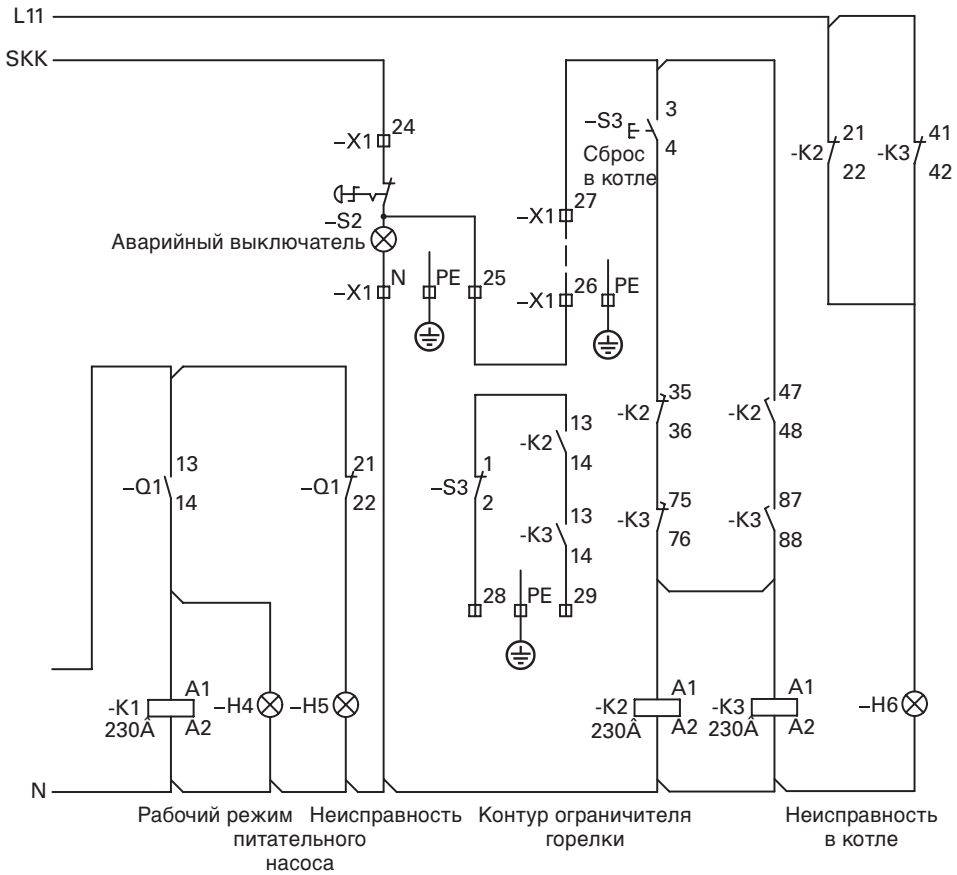 L11
SKK
–X1
24
–S2
Аварийный выключатель
–X1
N
PE
25
–S3
3
4
Сброс
в котле
–X1
27
–X1
26
PE
-K2
21
22
-K3
41
42
–Q1
13
14
–Q1
21
22
–S3
1
2
-K2
13
14
-K3
13
14
28
PE
29
-K2
35
36
-K2
47
48
-K3
75
76
-K3
87
88
-K1
230Â
A1
A2
–H4
–H5
-K2
230Â
A1
A2
-K3
230Â
A1
A2
–H6
N
Рабочий режим
питательного
насоса
Неисправность
Контур ограничителя
горелки
Неисправность
в котле